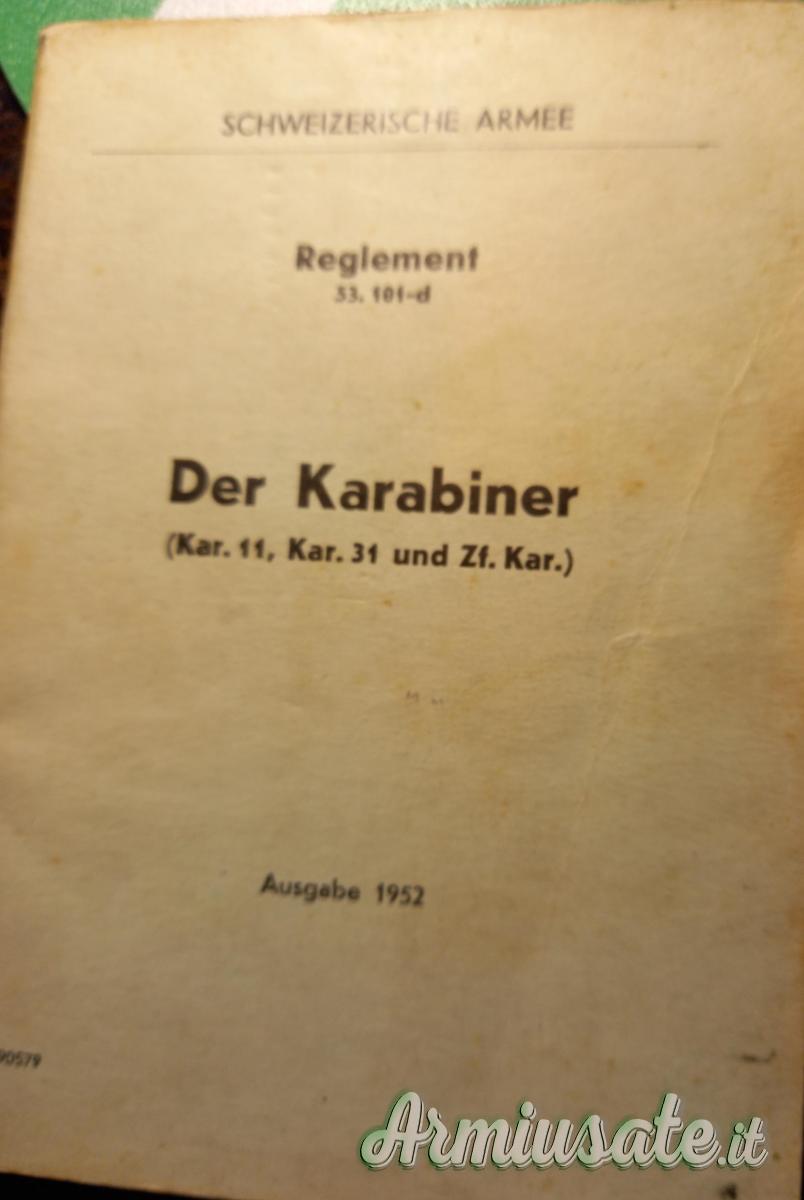 SCHWEIZERISCHE ARMEE
Reglement
53. 101-d
Der Karabiner
(Kar. 11, Kar. 31 und Zf. Kar.)
Ausgabe 1952
90579
Armiusate.it